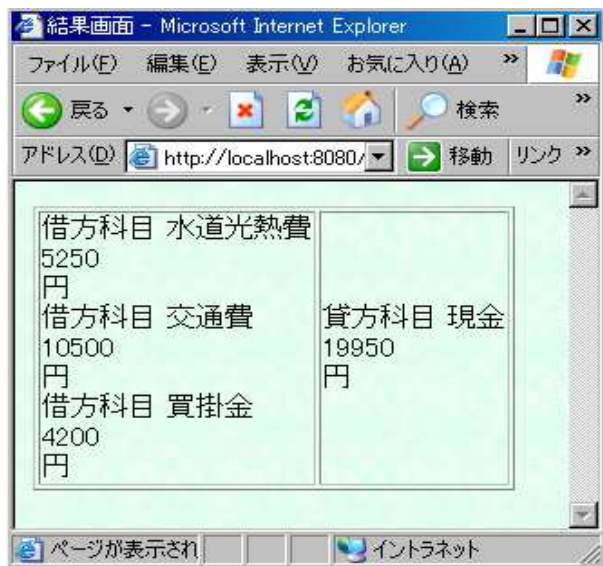 結果画面 - Microsoft Internet Explorer
ファイル(F) 編集(E) 表示(V) お気に入り(A) »
戻る 検索 »
アドレス(D) http://localhost:8080/ 移動 リンク »
借方科目 水道光熱費
5250
円
借方科目 交通費
10500
円
借方科目 買掛金
4200
円
貸方科目 現金
19950
円
ページが表示され イントラネット